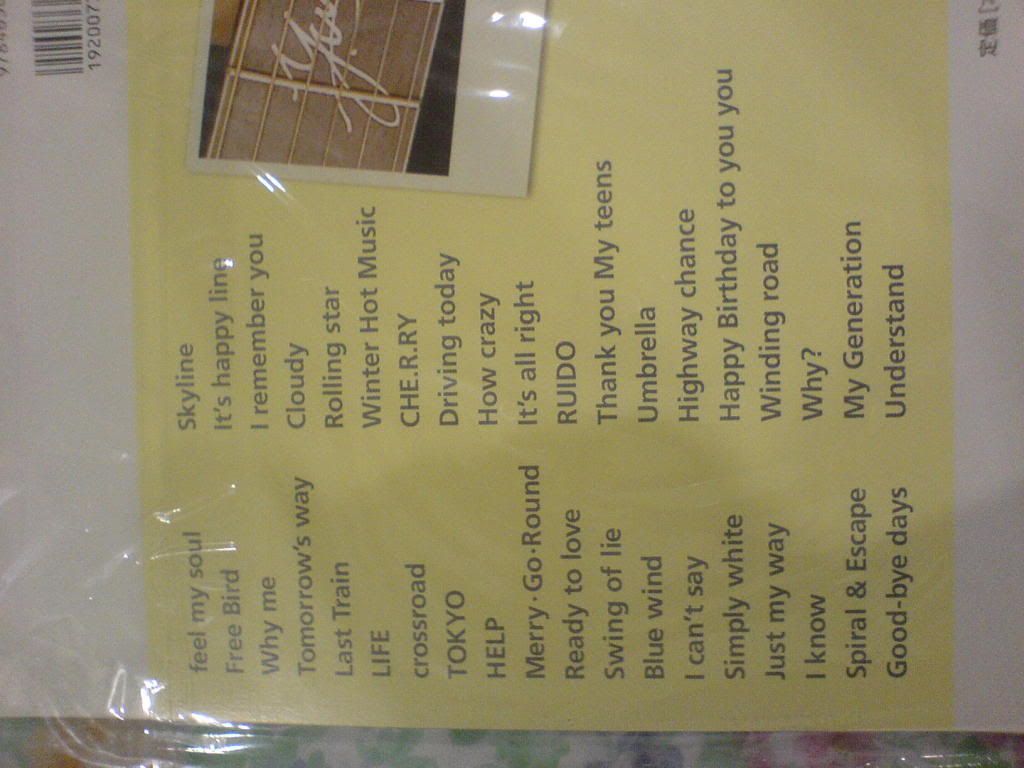 feel my soul
Free Bird
Why me
Tomorrow's way
Last Train
LIFE
crossroad
TOKYO
HELP
Merry·Go·Round
Ready to love
Swing of lie
Blue wind
I can't say
Simply white
Just my way
I know
Spiral & Escape
Good-bye days
Skyline
It's happy line
I remember you
Cloudy
Rolling star
Winter Hot Music
CHE.R.RY
Driving today
How crazy
It's all right
RUIDO
Thank you My teens
Umbrella
Highway chance
Happy Birthday to you you
Winding road
Why?
My Generation
Understand
定価